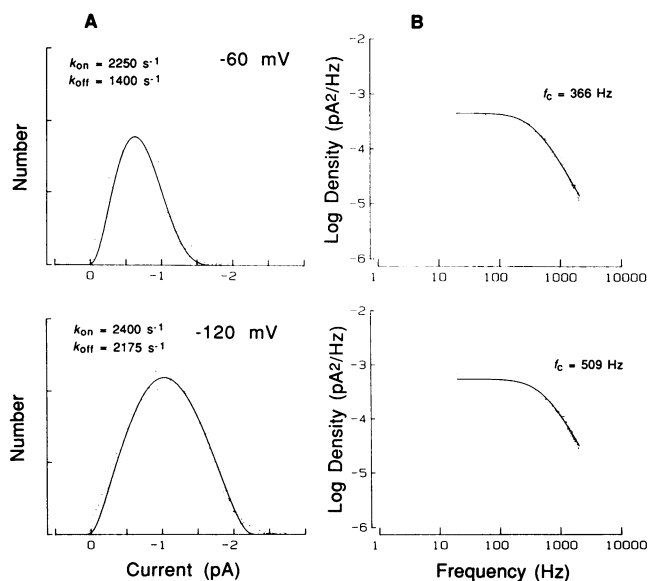 A
B
-60 mV
kon = 2250 s-1
koff = 1400 s-1
Number
0
-1
-2
Log Density (pA2/Hz)
-1
-2
-3
-4
-5
-6
fc = 366 Hz
1
10
100
1000
10000
-120 mV
kon = 2400 s-1
koff = 2175 s-1
Number
0
-1
-2
Current (pA)
Log Density (pA2/Hz)
-1
-2
-3
-4
-5
-6
fc = 509 Hz
1
10
100
1000
10000
Frequency (Hz)